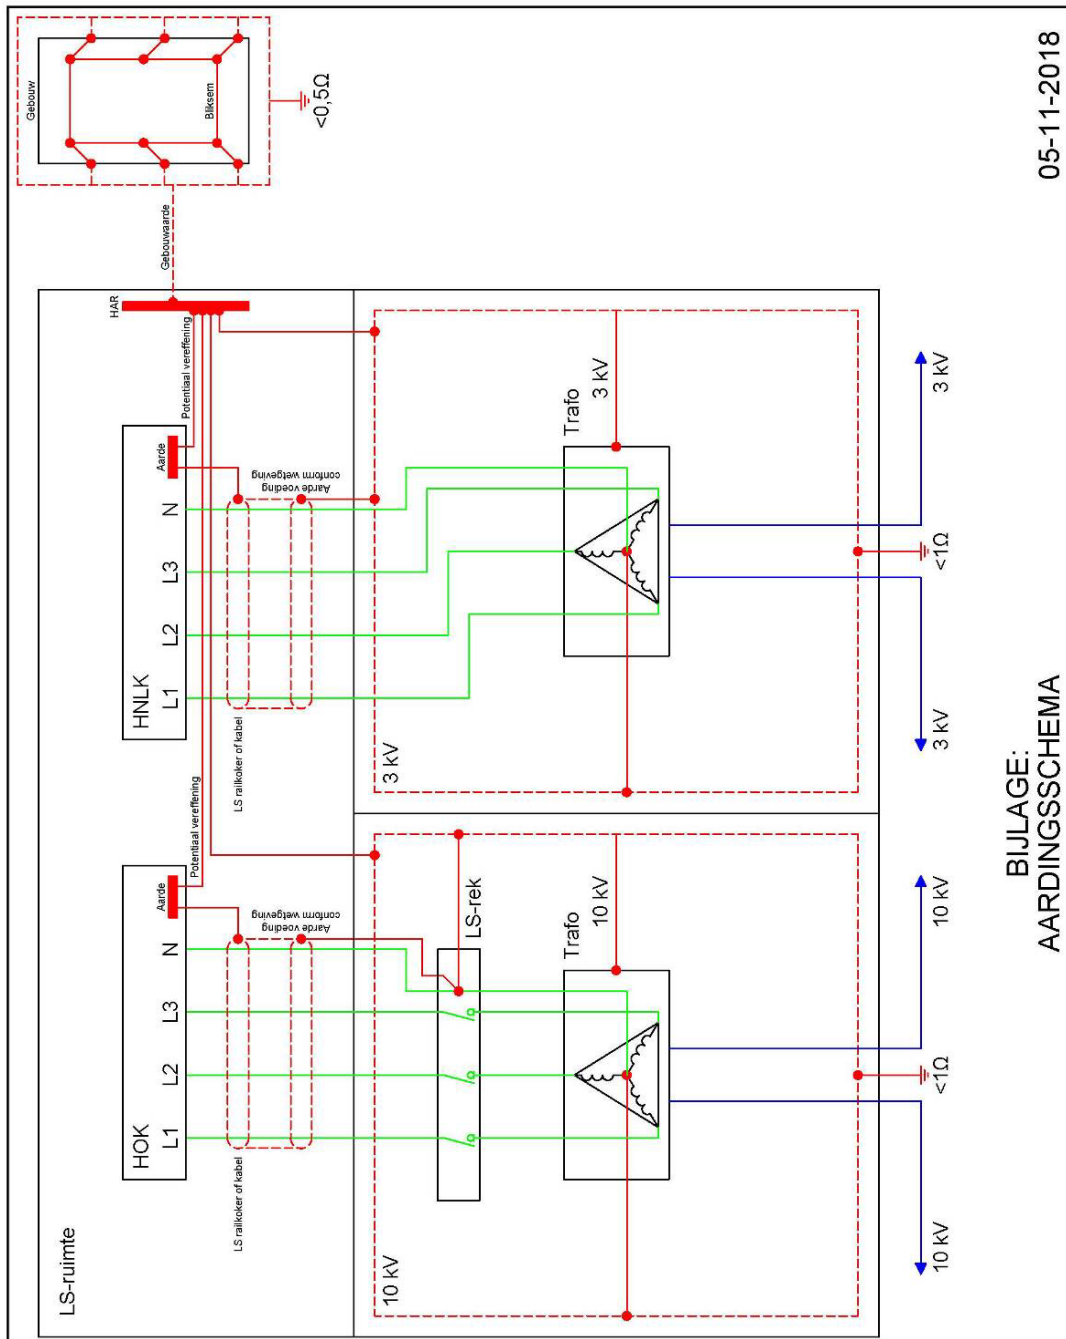 LS-ruimte
HOK
L1
L2
L3
N
Aarde
Potentiaal vereffening
LS railkoker of kabel
Aarde voeding
conform wetgeving
HNLK
L1
L2
L3
N
Aarde
Potentiaal vereffening
LS railkoker of kabel
Aarde voeding
conform wetgeving
HAR
Gebouwaarde
Gebouw
Bliksem
<0,5Ω
10 kV
LS-rek
Trafo
10 kV
10 kV
<1Ω
10 kV
3 kV
Trafo
3 kV
3 kV
<1Ω
3 kV
BIJLAGE:
AARDINGSSCHEMA
05-11-2018